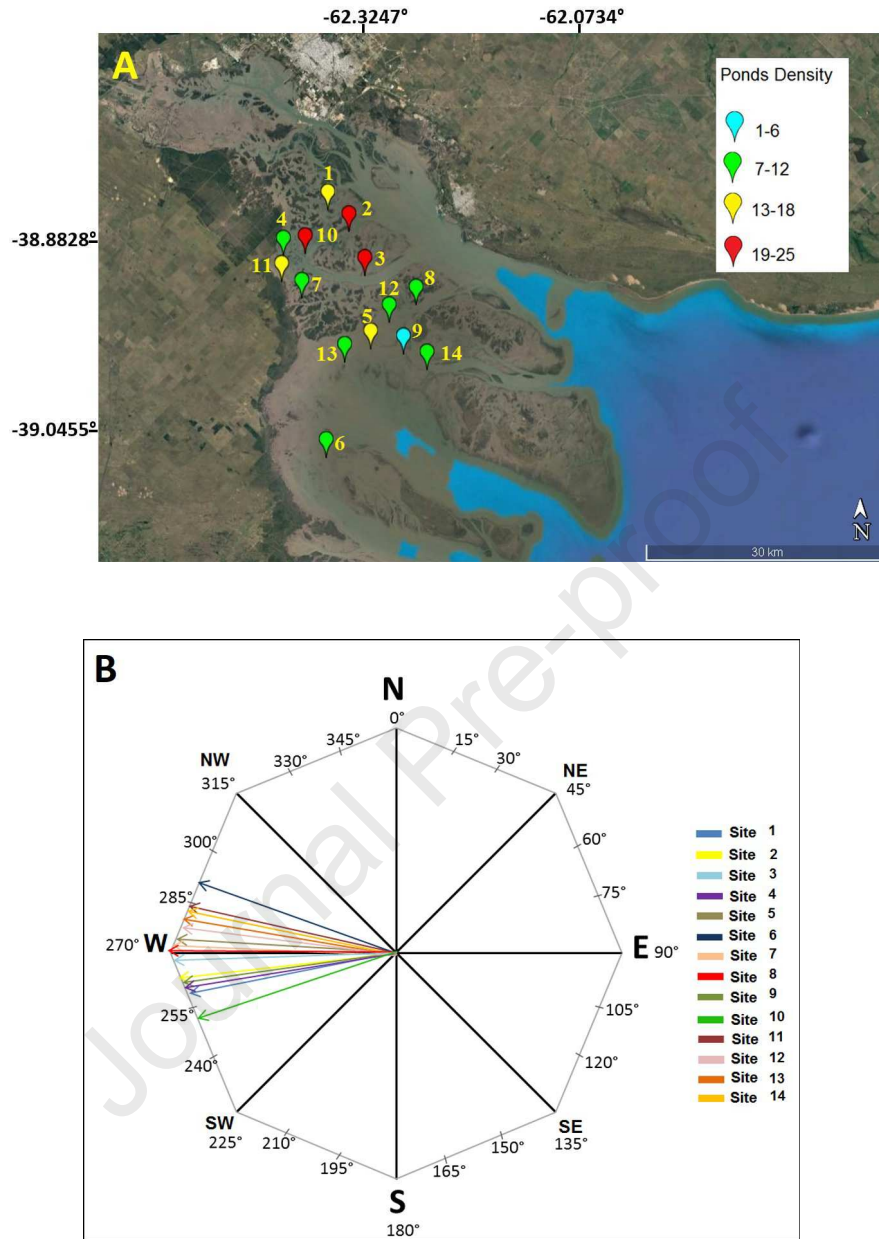 -62.3247° -62.0734°
A
Ponds Density
1-6
7-12
13-18
19-25
-38.8828°
-39.0455°
1
2
4
10
3
11
7
8
12
5
9
13
14
6
N
30 km
Journal Pre-proof
B
N
0°
345° 15°
330° 30°
NW NE
315° 45°
300° 60°
285° 75°
270° W E 90°
255° 105°
240° 120°
SW SE
225° 135°
210° 150°
195° 165°
S
180°
Site 1
Site 2
Site 3
Site 4
Site 5
Site 6
Site 7
Site 8
Site 9
Site 10
Site 11
Site 12
Site 13
Site 14